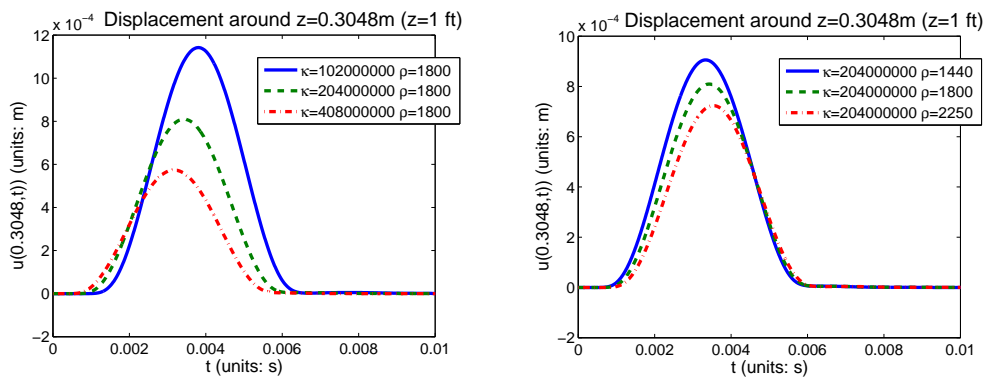 Displacement around z=0.3048m (z=1 ft)
x 10⁻⁴
12
10
8
6
4
2
0
−2
0
0.002
0.004
0.006
0.008
0.01
κ=102000000 ρ=1800
κ=204000000 ρ=1800
κ=408000000 ρ=1800
u(0.3048,t)) (units: m)
t (units: s)
Displacement around z=0.3048m (z=1 ft)
x 10⁻⁴
10
8
6
4
2
0
−2
0
0.002
0.004
0.006
0.008
0.01
κ=204000000 ρ=1440
κ=204000000 ρ=1800
κ=204000000 ρ=2250
u(0.3048,t)) (units: m)
t (units: s)